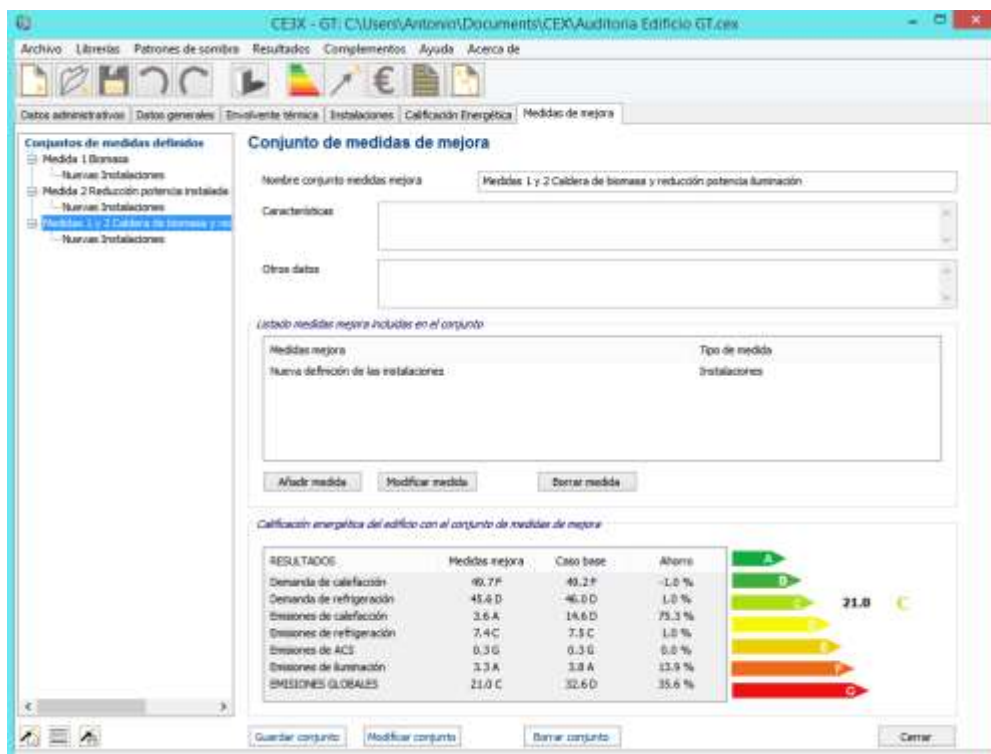 CE3X - GT: C:\Users\Antonio\Documents\CEX\Auditoria Edificio GT.cex
Archivo Librerías Patrones de sombra Resultados Complementos Ayuda Acerca de
Datos administrativos Datos generales Envolvente térmica Instalaciones Calificación Energética Medidas de mejora
Conjuntos de medidas definidos
Medida 1 Biomasa
Nuevas Instalaciones
Medida 2 Reducción potencia instalada
Nuevas Instalaciones
Medidas 1 y 2 Caldera de biomasa y re
Nuevas Instalaciones
Conjunto de medidas de mejora
Nombre conjunto medidas mejora Medidas 1 y 2 Caldera de biomasa y reducción potencia iluminación
Características
Otros datos
Listado medidas mejora incluidas en el conjunto
Medidas mejora Tipo de medida
Nueva definición de las instalaciones Instalaciones
Añadir medida Modificar medida Borrar medida
Calificación energética del edificio con el conjunto de medidas de mejora
RESULTADOS Medidas mejora Caso base Ahorro
Demanda de calefacción 49.7 F 49.2 F -1.0 %
Demanda de refrigeración 45.6 D 46.0 D 1.0 %
Emisiones de calefacción 3.6 A 14.6 D 75.3 %
Emisiones de refrigeración 7.4 C 7.5 C 1.0 %
Emisiones de ACS 0.3 G 0.3 G 0.0 %
Emisiones de iluminación 3.3 A 3.8 A 13.9 %
EMISIONES GLOBALES 21.0 C 32.6 D 35.6 %
A
B
C 21.0 C
D
E
F
G
Guardar conjunto Modificar conjunto Borrar conjunto Cerrar